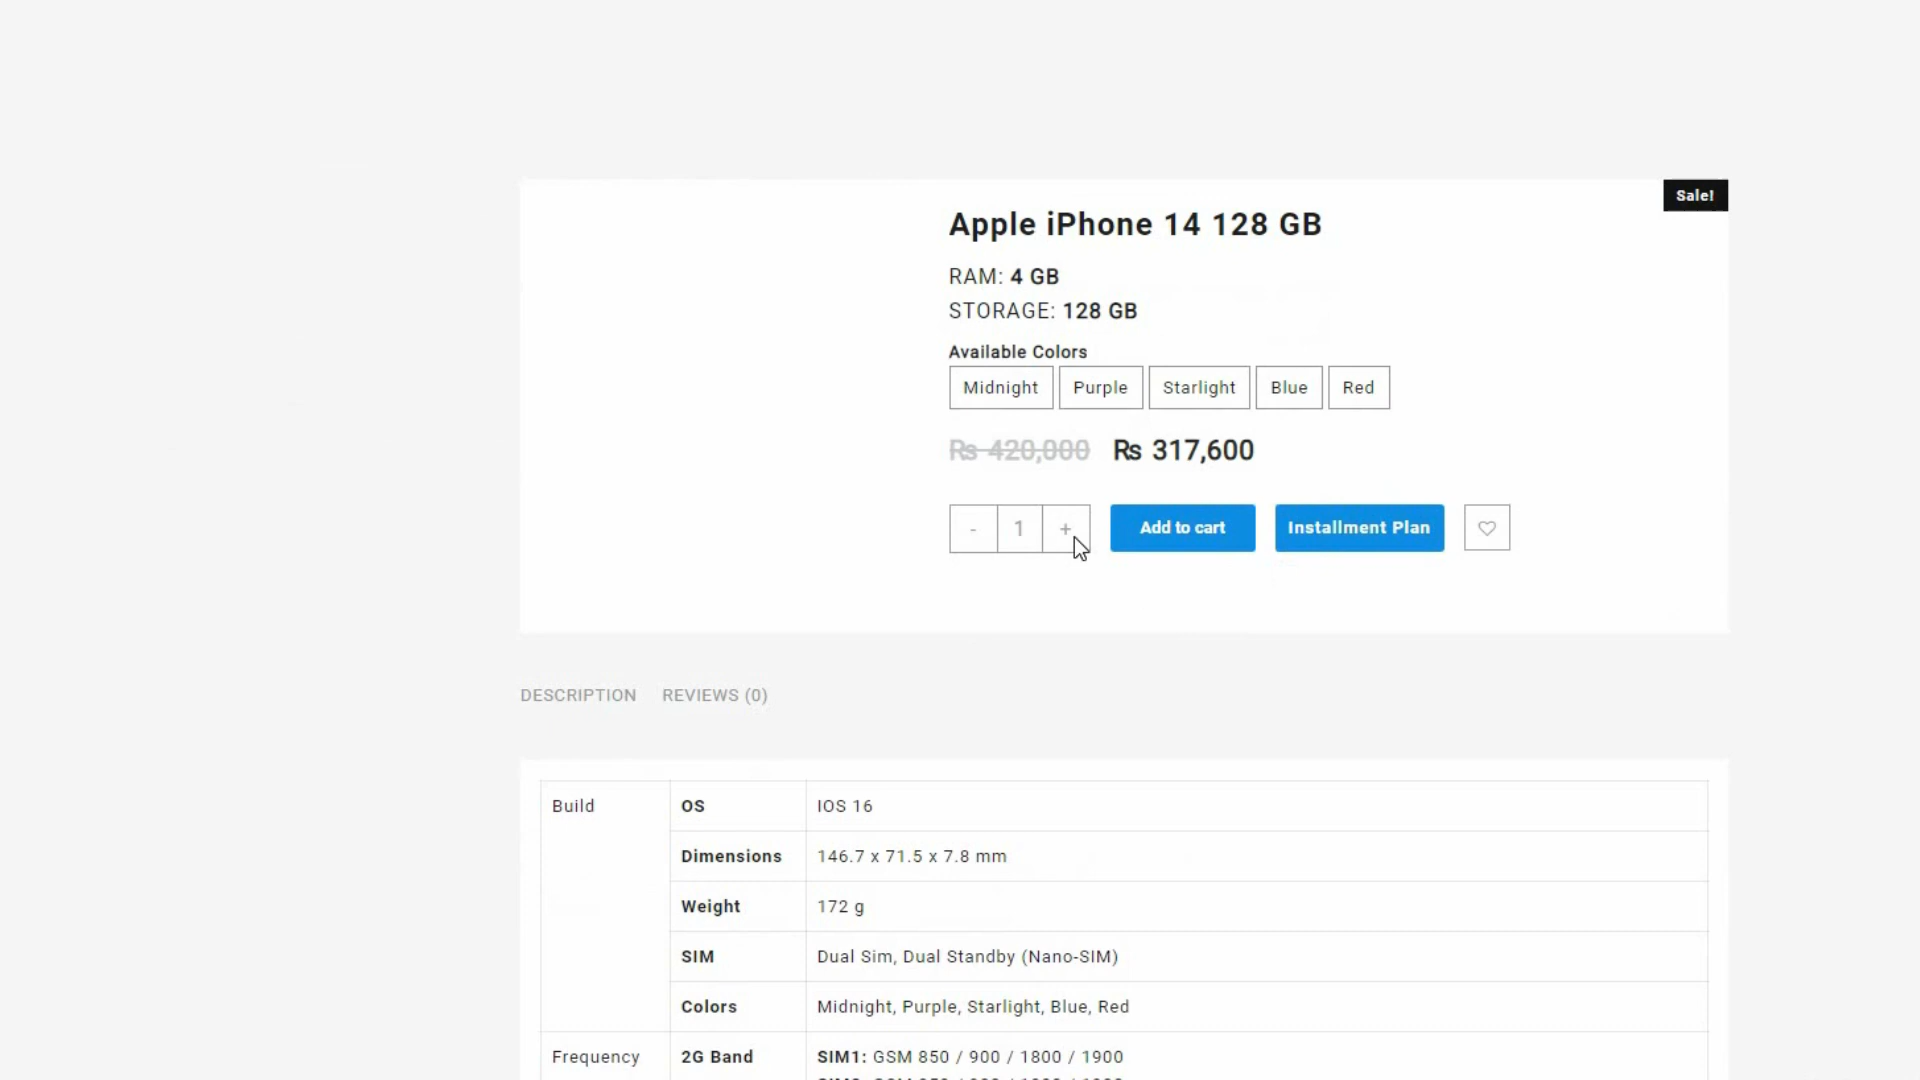 Sale!
Apple iPhone 14 128 GB
RAM: 4 GB
STORAGE: 128 GB
Available Colors
Midnight Purple Starlight Blue Red
₨ 420,000 ₨ 317,600
- 1 + Add to cart Installment Plan
DESCRIPTION REVIEWS (0)
Build OS IOS 16
Dimensions 146.7 x 71.5 x 7.8 mm
Weight 172 g
SIM Dual Sim, Dual Standby (Nano-SIM)
Colors Midnight, Purple, Starlight, Blue, Red
Frequency 2G Band SIM1: GSM 850 / 900 / 1800 / 1900